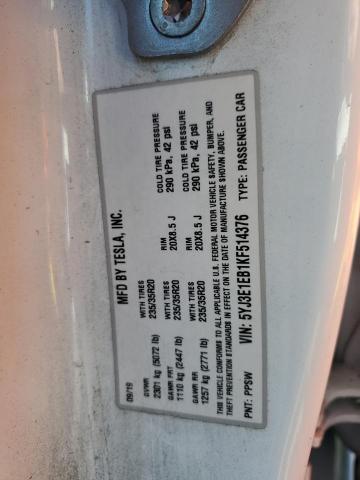 MFD BY TESLA, INC.
09/19
GVWR
2301 kg (5072 lb)
WITH TIRES
235/35R20
RIM
20X8.5 J
COLD TIRE PRESSURE
290 kPa, 42 psi
GAWR FRT
1110 kg (2447 lb)
WITH TIRES
235/35R20
RIM
20X8.5 J
COLD TIRE PRESSURE
290 kPa, 42 psi
GAWR RR
1257 kg (2771 lb)
WITH TIRES
235/35R20
THIS VEHICLE CONFORMS TO ALL APPLICABLE U.S. FEDERAL MOTOR VEHICLE SAFETY, BUMPER, AND
THEFT PREVENTION STANDARDS IN EFFECT ON THE DATE OF MANUFACTURE SHOWN ABOVE.
VIN: 5YJ3E1EB1KF514376
PNT: PPSW
TYPE: PASSENGER CAR